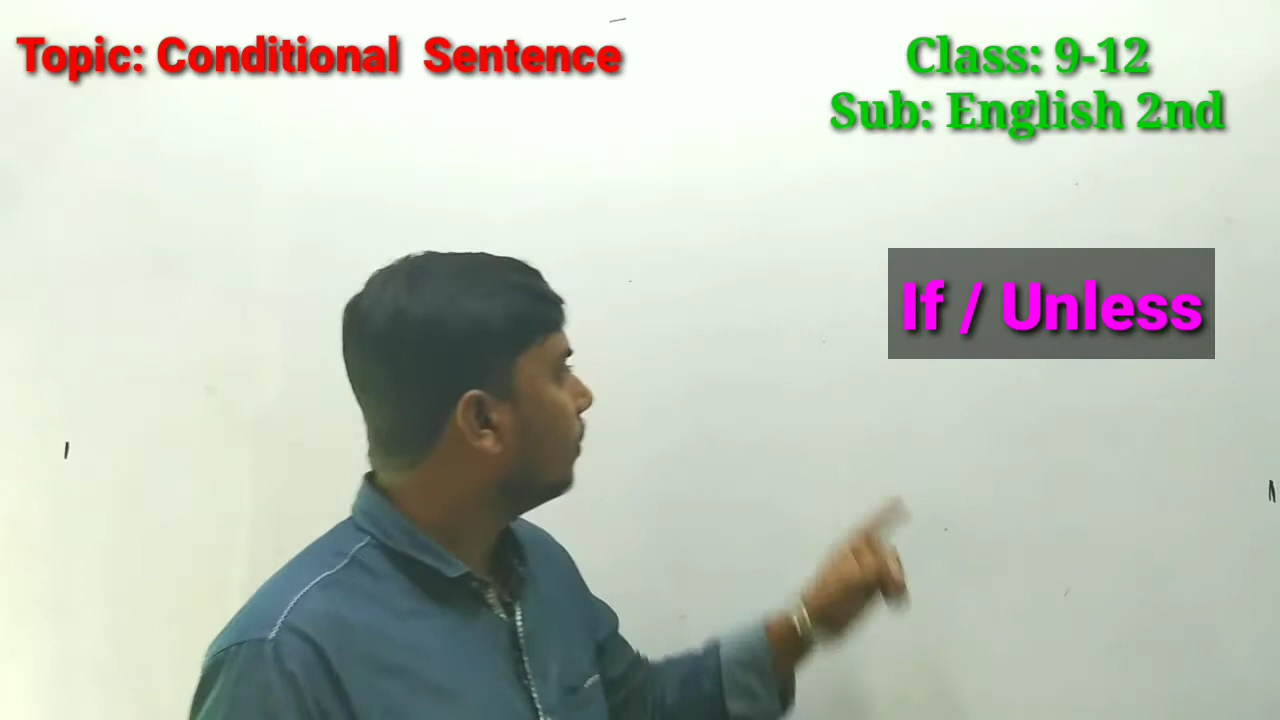 Topic: Conditional Sentence
Class: 9-12
Sub: English 2nd
If / Unless